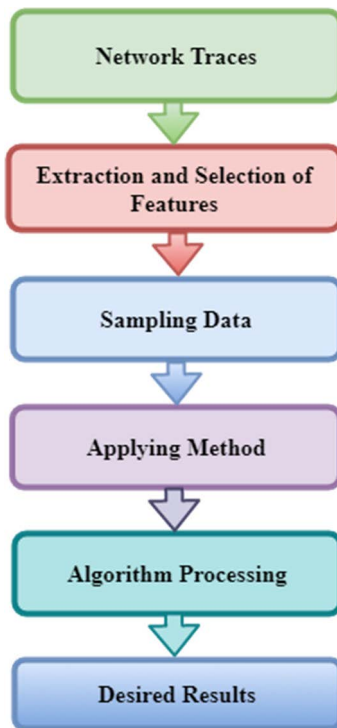 Network Traces
Extraction and Selection of
Features
Sampling Data
Applying Method
Algorithm Processing
Desired Results